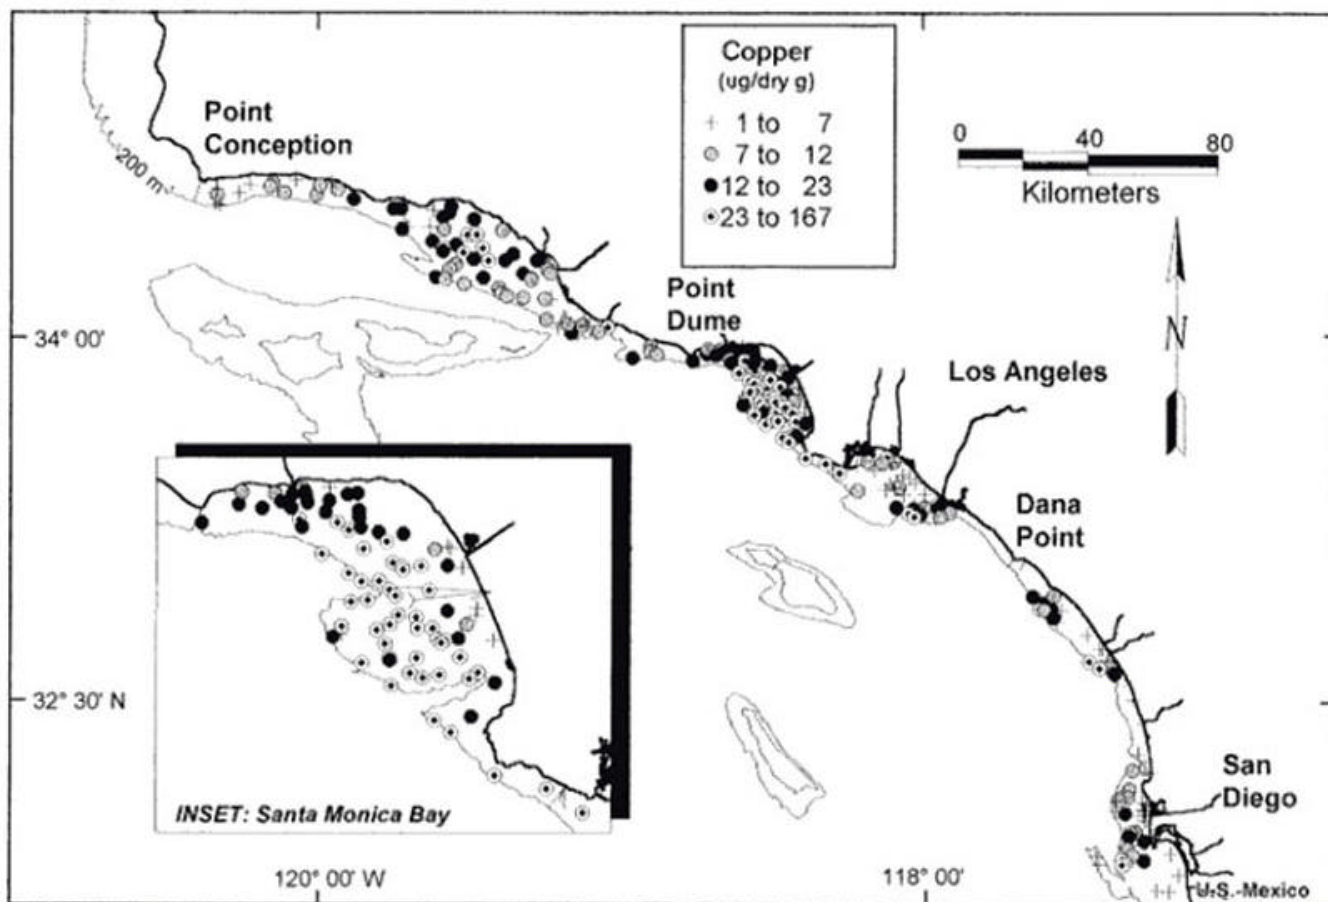 Copper
(ug/dry g)
1 to 7
7 to 12
12 to 23
23 to 167
Point
Conception
200 m
0 40 80
Kilometers
N
Point
Dume
34° 00'
Los Angeles
Dana
Point
32° 30' N
San
Diego
INSET: Santa Monica Bay
120° 00' W
118° 00'
U.S.-Mexico